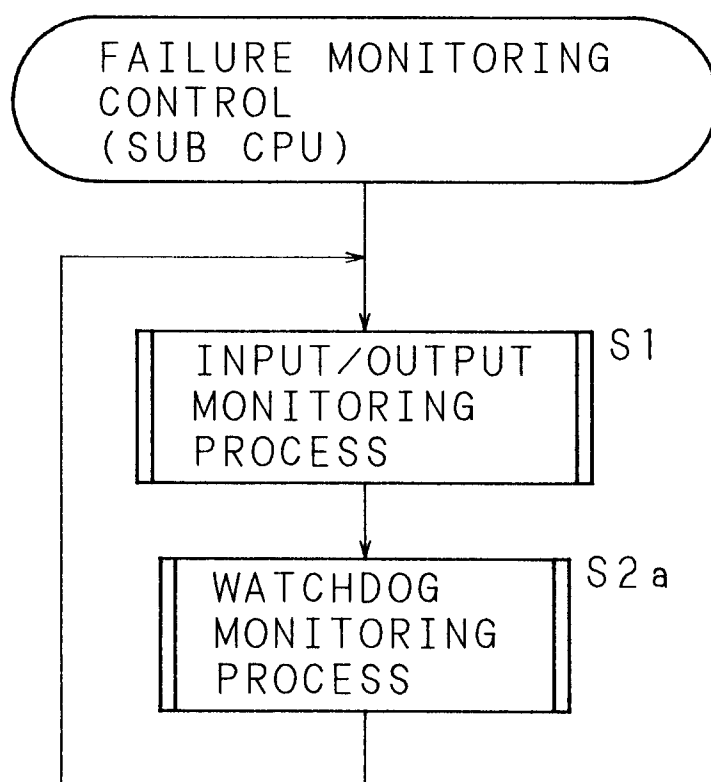 FAILURE MONITORING
CONTROL
(SUB CPU)
S1
INPUT/OUTPUT
MONITORING
PROCESS
S2a
WATCHDOG
MONITORING
PROCESS